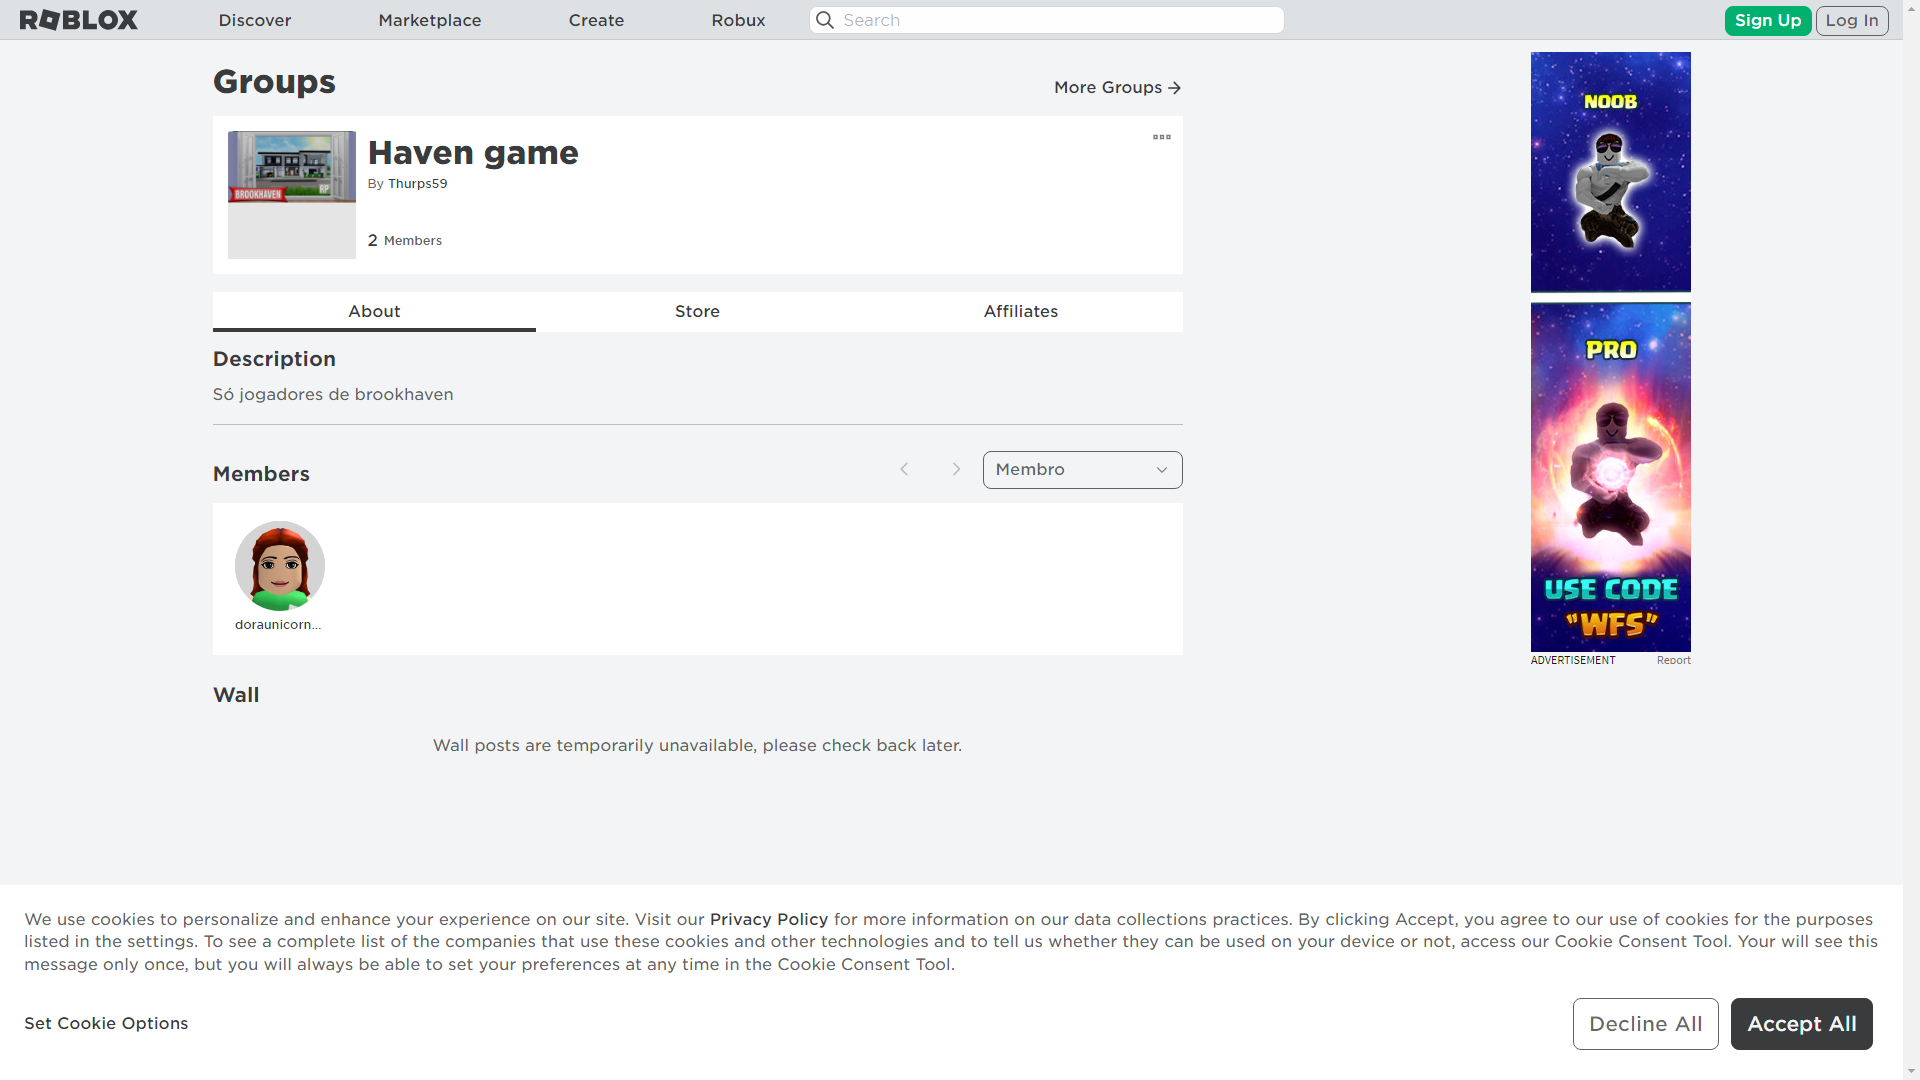 ROBLOX
Discover
Marketplace
Create
Robux
Search
Sign Up
Log In
Groups
More Groups
BROOKHAVEN
RP
Haven game
By Thurps59
2 Members
About
Store
Affiliates
Description
Só jogadores de brookhaven
Members
Membro
doraunicorn...
Wall
Wall posts are temporarily unavailable, please check back later.
NOOB
PRO
USE CODE
"WFS"
ADVERTISEMENT
Report
We use cookies to personalize and enhance your experience on our site. Visit our Privacy Policy for more information on our data collections practices. By clicking Accept, you agree to our use of cookies for the purposes
listed in the settings. To see a complete list of the companies that use these cookies and other technologies and to tell us whether they can be used on your device or not, access our Cookie Consent Tool. Your will see this
message only once, but you will always be able to set your preferences at any time in the Cookie Consent Tool.
Set Cookie Options
Decline All
Accept All